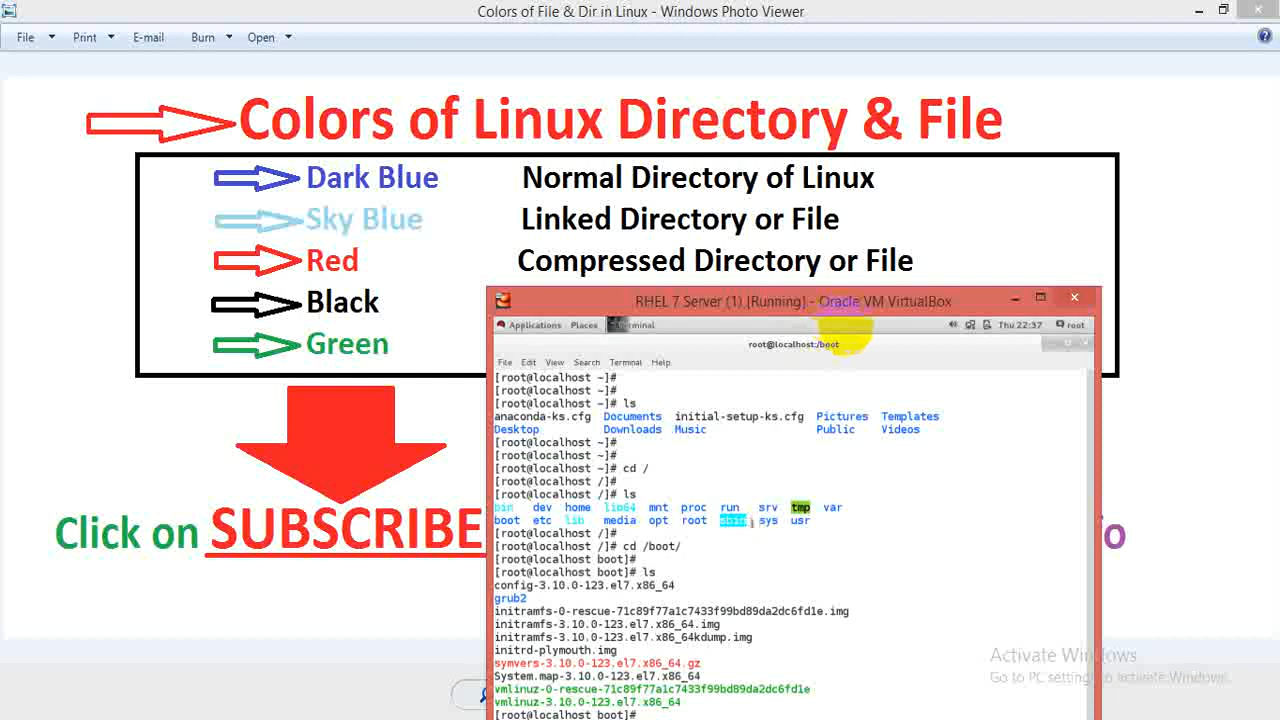 Colors of File & Dir in Linux - Windows Photo Viewer
File Print E-mail Burn Open
Colors of Linux Directory & File
Dark Blue Normal Directory of Linux
Sky Blue Linked Directory or File
Red Compressed Directory or File
Black
Green
Click on SUBSCRIBE
o
RHEL 7 Server (1) [Running] - Oracle VM VirtualBox
Applications Places Terminal Thu 22:37 root
root@localhost:/boot
File Edit View Search Terminal Help
[root@localhost ~]#
[root@localhost ~]#
[root@localhost ~]# ls
anaconda-ks.cfg Documents initial-setup-ks.cfg Pictures Templates
Desktop Downloads Music Public Videos
[root@localhost ~]#
[root@localhost ~]#
[root@localhost ~]# cd /
[root@localhost /]#
[root@localhost /]# ls
bin dev home lib64 mnt proc run srv tmp var
boot etc lib media opt root sbin sys usr
[root@localhost /]#
[root@localhost /]# cd /boot/
[root@localhost boot]#
[root@localhost boot]# ls
config-3.10.0-123.el7.x86_64
grub2
initramfs-0-rescue-71c89f77a1c7433f99bd89da2dc6fd1e.img
initramfs-3.10.0-123.el7.x86_64.img
initramfs-3.10.0-123.el7.x86_64kdump.img
initrd-plymouth.img
symvers-3.10.0-123.el7.x86_64.gz
System.map-3.10.0-123.el7.x86_64
vmlinuz-0-rescue-71c89f77a1c7433f99bd89da2dc6fd1e
vmlinuz-3.10.0-123.el7.x86_64
[root@localhost boot]#
Activate Windows
Go to PC settings to activate Windows.